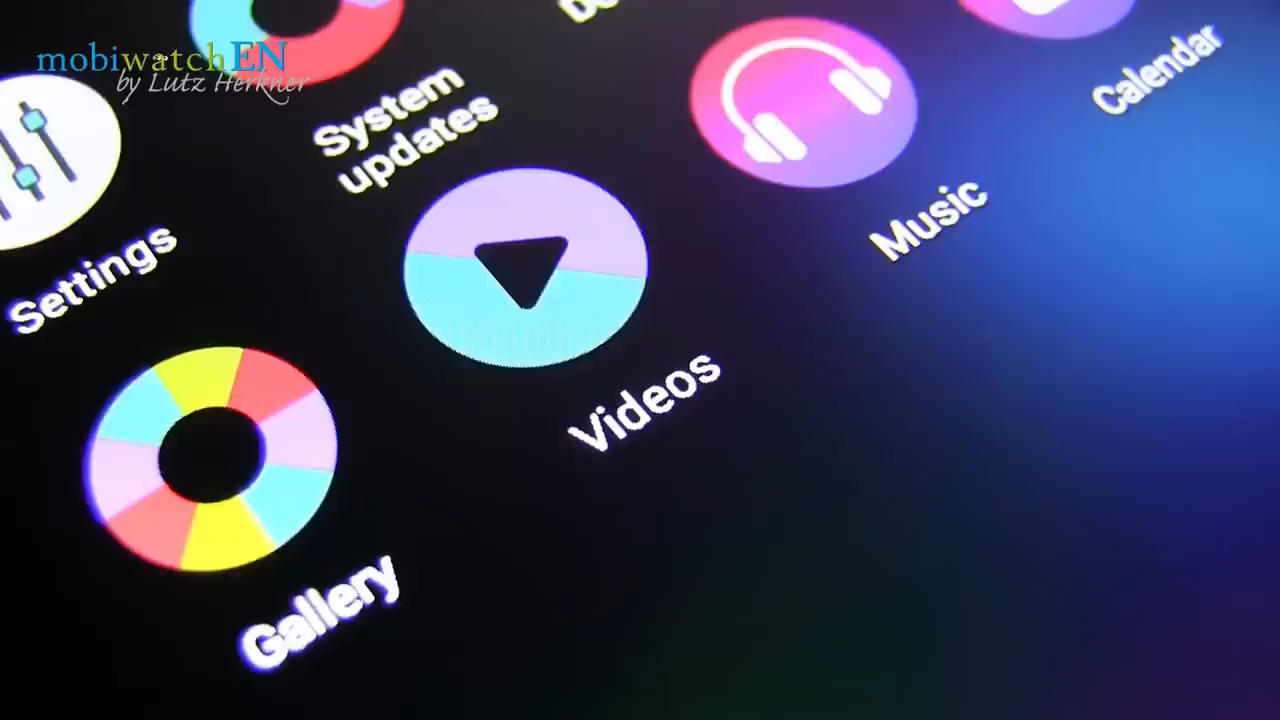 mobiwatchEN
by Lutz Herkner
System
updates
Calendar
Music
Settings
Videos
Gallery